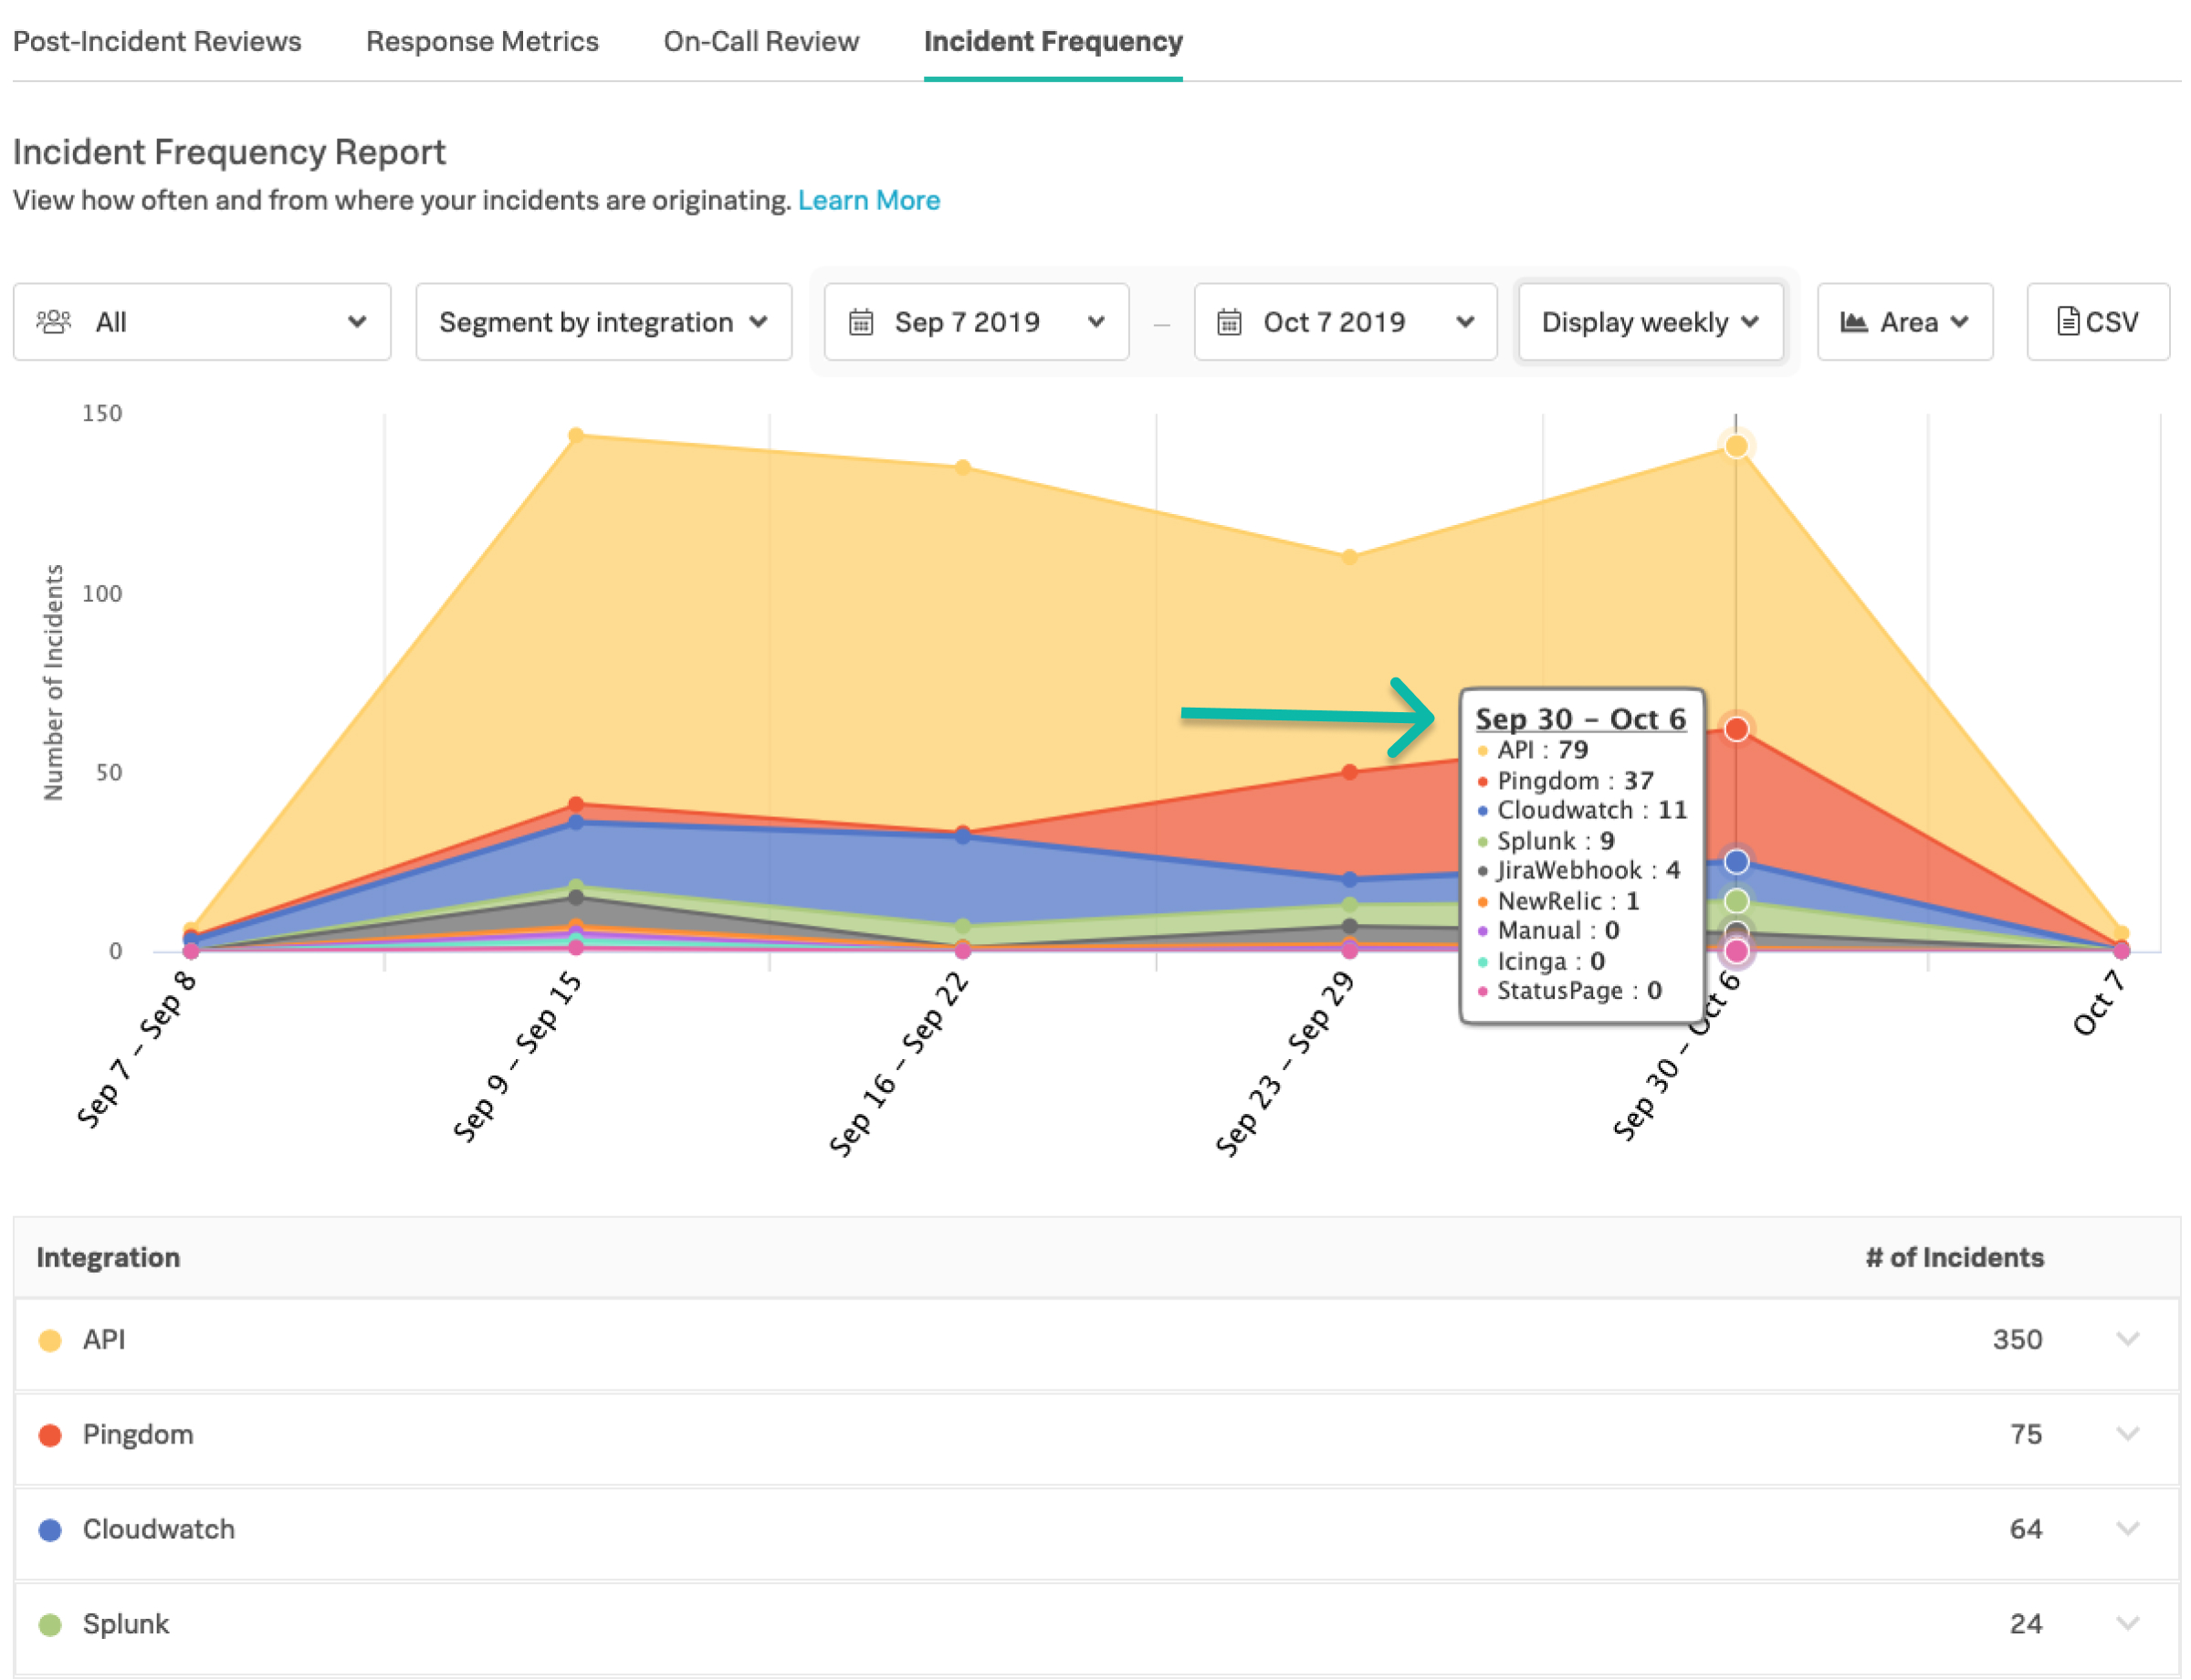 Post-Incident Reviews Response Metrics On-Call Review Incident Frequency
Incident Frequency Report
View how often and from where your incidents are originating. Learn More
All Segment by integration Sep 7 2019 – Oct 7 2019 Display weekly Area CSV
150
100
50
0
Number of Incidents
Sep 30 – Oct 6
API : 79
Pingdom : 37
Cloudwatch : 11
Splunk : 9
JiraWebhook : 4
NewRelic : 1
Manual : 0
Icinga : 0
StatusPage : 0
Sep 7 – Sep 8
Sep 9 – Sep 15
Sep 16 – Sep 22
Sep 23 – Sep 29
Sep 30 – Oct 6
Oct 7
Integration # of Incidents
API 350
Pingdom 75
Cloudwatch 64
Splunk 24